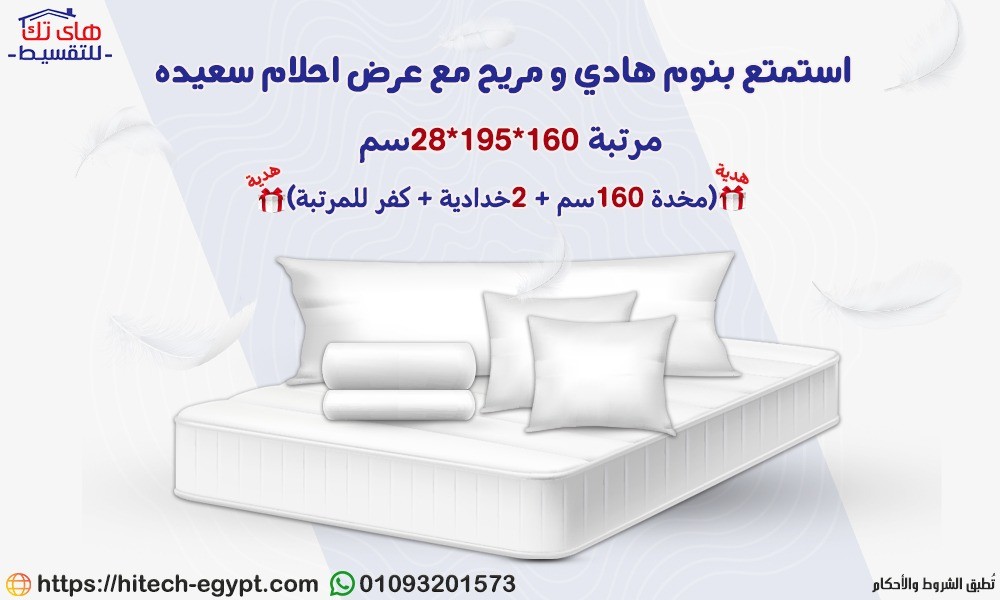 هاى تك
-للتقسيط-
استمتع بنوم هادي و مريح مع عرض احلام سعيده
مرتبة 160*195*28سم
هدية
(مخدة 160سم + 2خدادية + كفر للمرتبة)
هدية
https://hitech-egypt.com 01093201573
تُطبق الشروط والأحكام